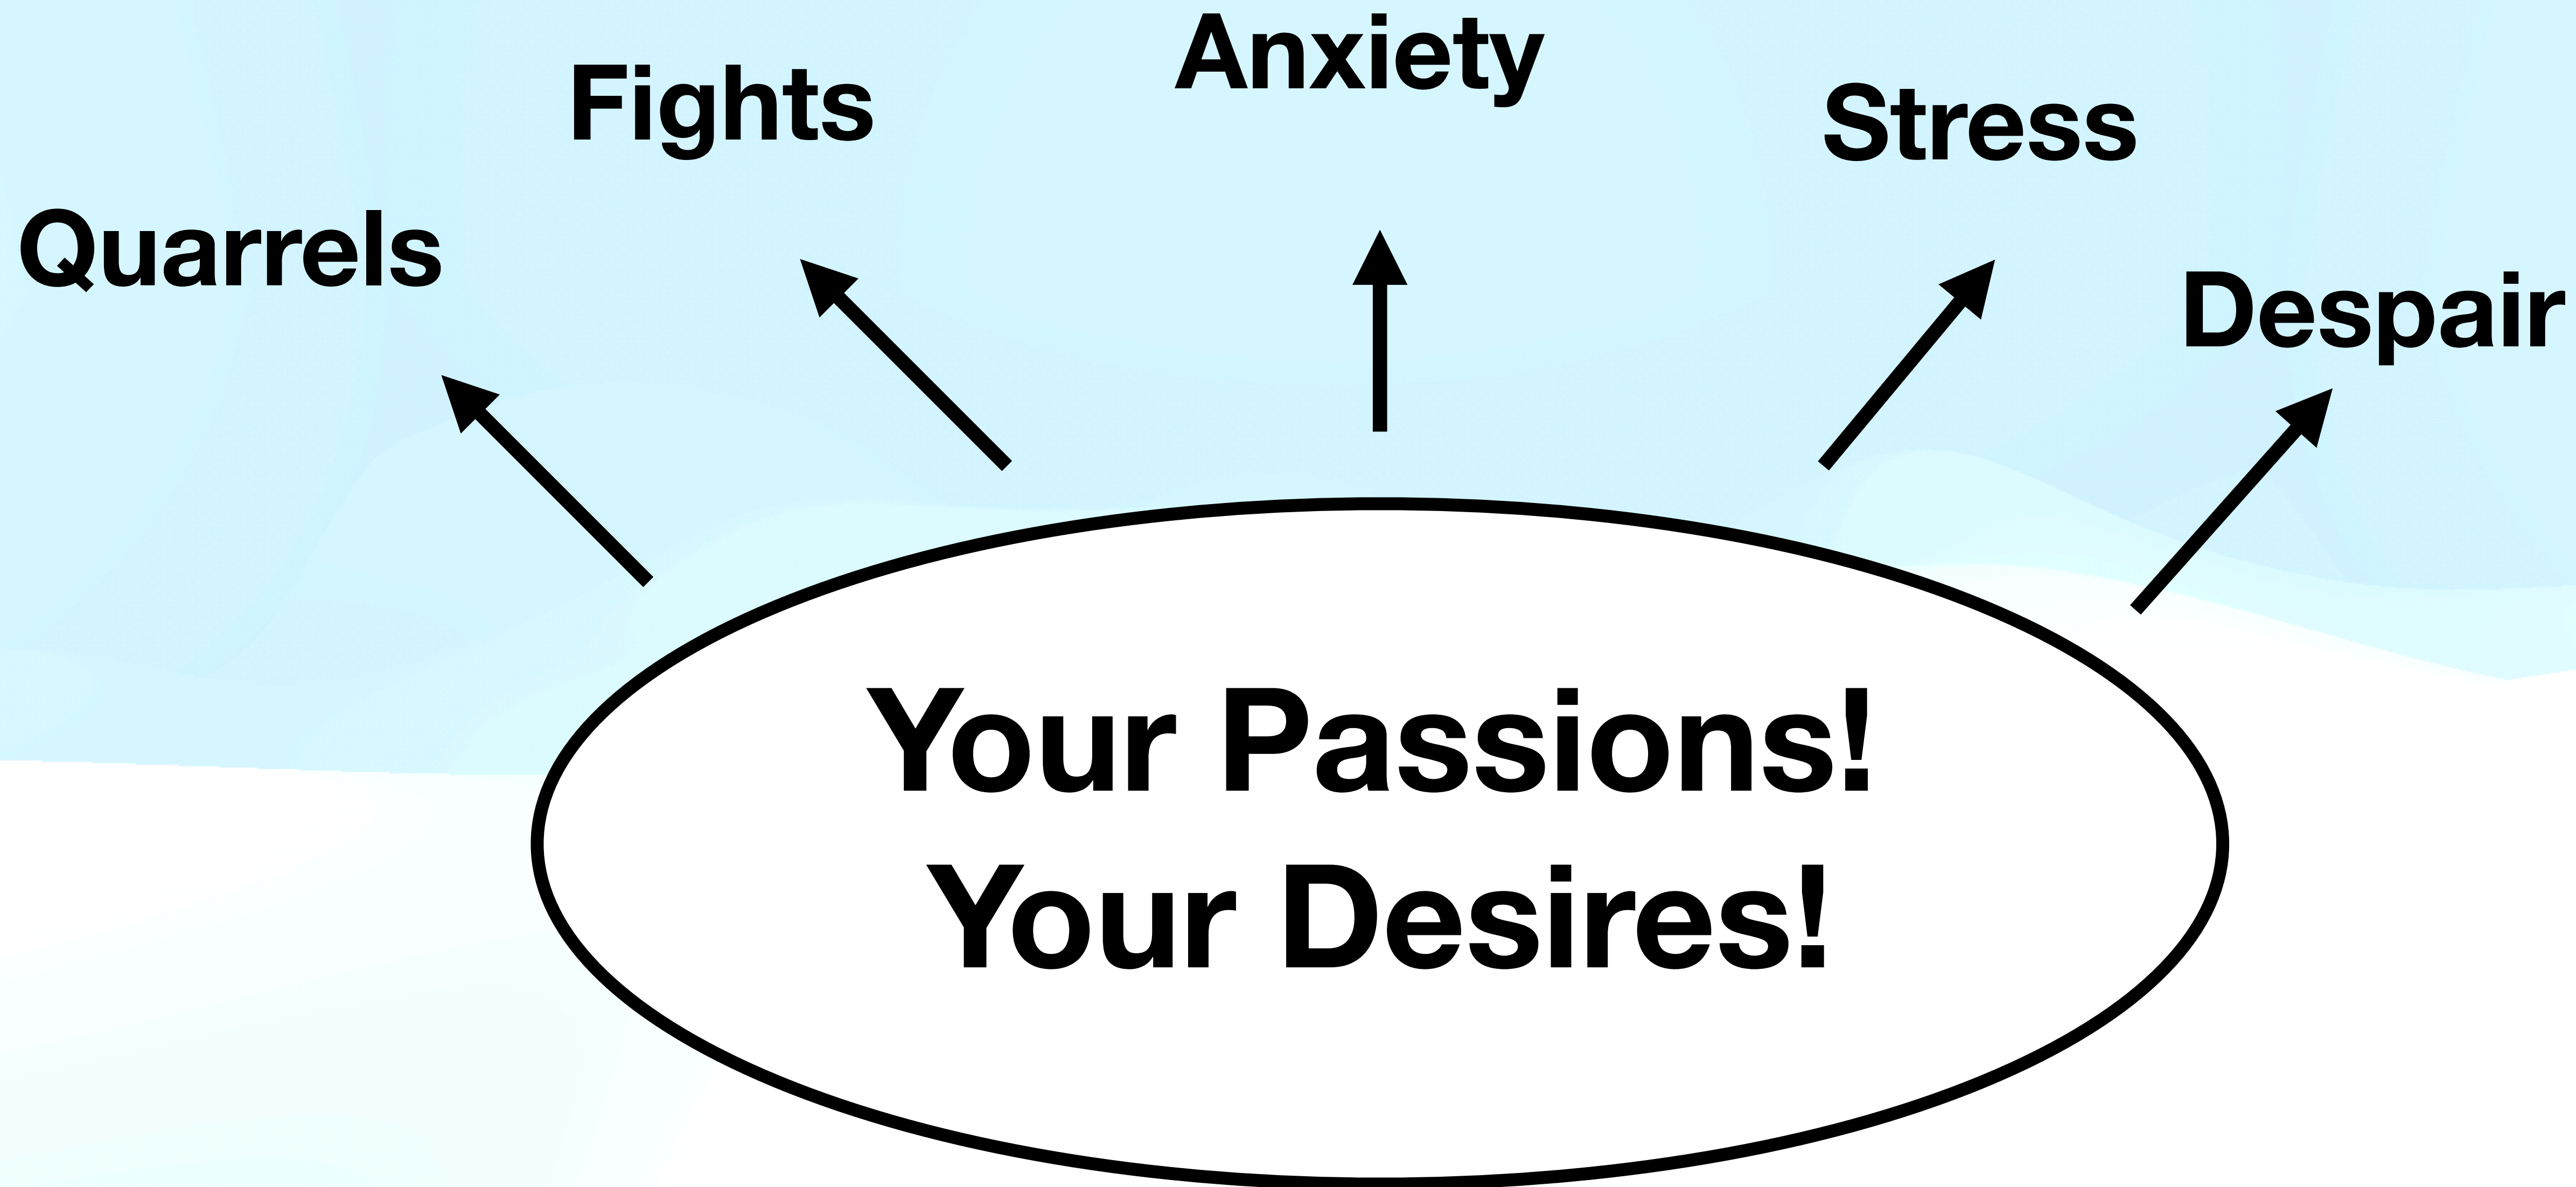 Quarrels
Fights
Anxiety
Stress
Despair
Your Passions!
Your Desires!